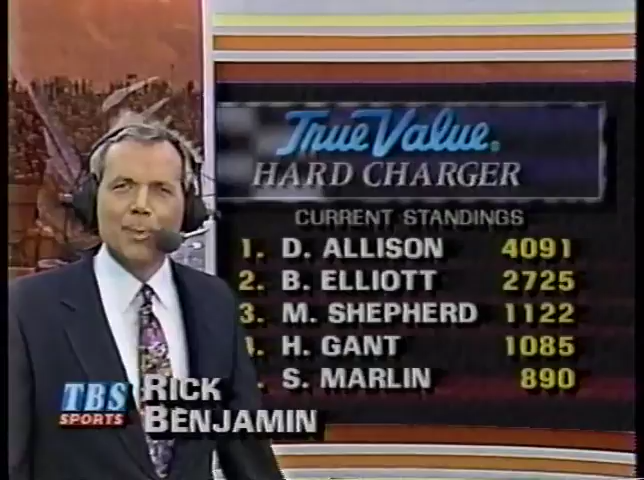 True Value®
HARD CHARGER
CURRENT STANDINGS
1. D. ALLISON 4091
2. B. ELLIOTT 2725
3. M. SHEPHERD 1122
4. H. GANT 1085
. S. MARLIN 890
TBS
SPORTS
RICK
BENJAMIN